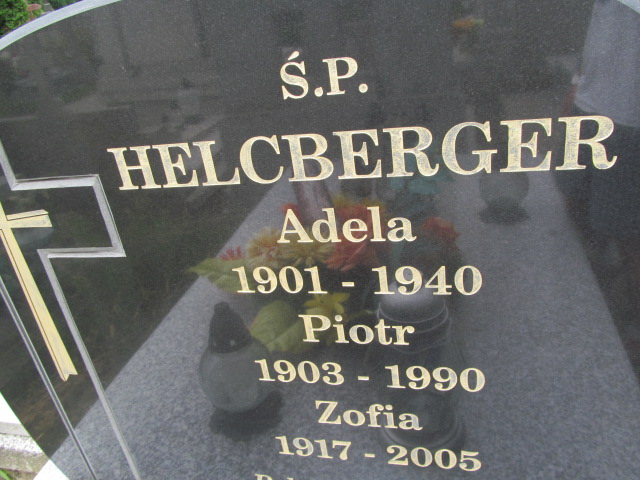 Ś.P.
HELCBERGER
Adela
1901 - 1940
Piotr
1903 - 1990
Zofia
1917 - 2005